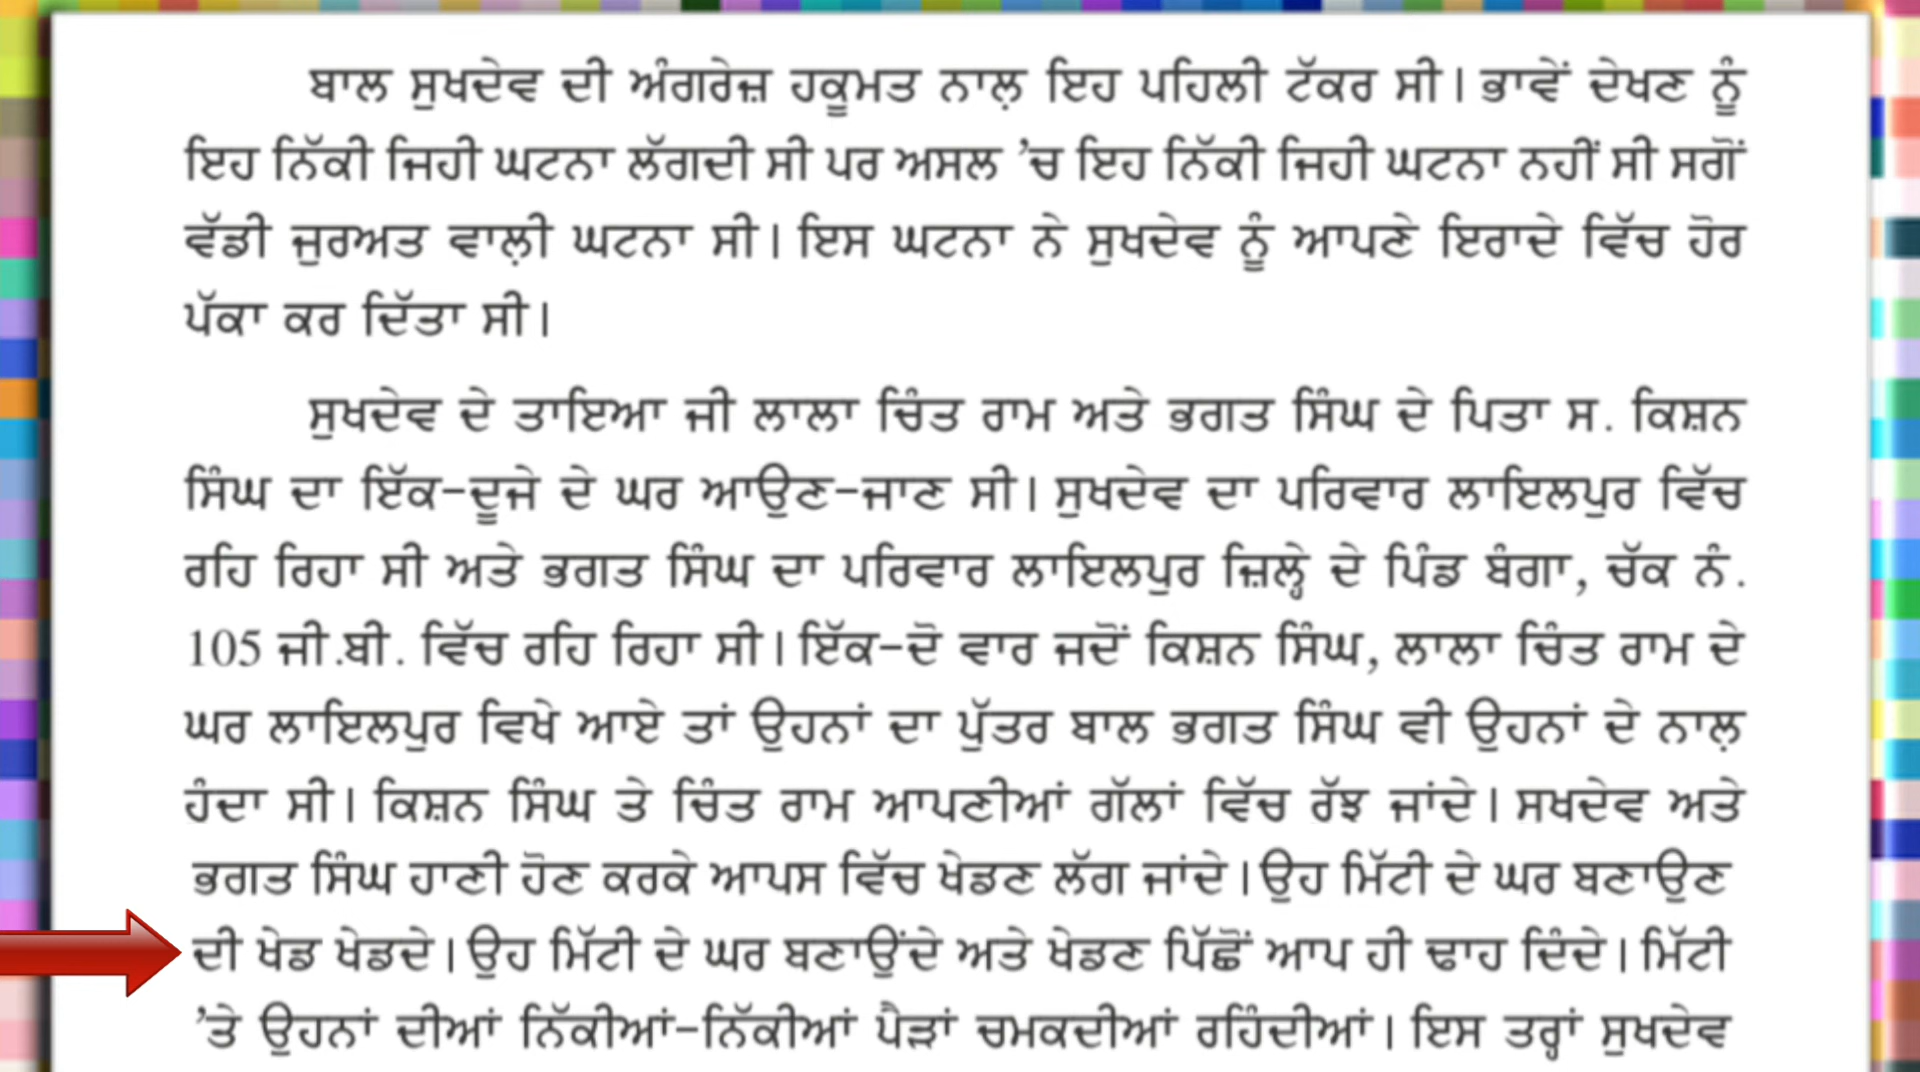 ਬਾਲ ਸੁਖਦੇਵ ਦੀ ਅੰਗਰੇਜ਼ ਹਕੂਮਤ ਨਾਲ਼ ਇਹ ਪਹਿਲੀ ਟੱਕਰ ਸੀ। ਭਾਵੇਂ ਦੇਖਣ ਨੂੰ
ਇਹ ਨਿੱਕੀ ਜਿਹੀ ਘਟਨਾ ਲੱਗਦੀ ਸੀ ਪਰ ਅਸਲ ’ਚ ਇਹ ਨਿੱਕੀ ਜਿਹੀ ਘਟਨਾ ਨਹੀਂ ਸੀ ਸਗੋਂ
ਵੱਡੀ ਜੁਰਅਤ ਵਾਲ਼ੀ ਘਟਨਾ ਸੀ। ਇਸ ਘਟਨਾ ਨੇ ਸੁਖਦੇਵ ਨੂੰ ਆਪਣੇ ਇਰਾਦੇ ਵਿੱਚ ਹੋਰ
ਪੱਕਾ ਕਰ ਦਿੱਤਾ ਸੀ।
ਸੁਖਦੇਵ ਦੇ ਤਾਇਆ ਜੀ ਲਾਲਾ ਚਿੰਤ ਰਾਮ ਅਤੇ ਭਗਤ ਸਿੰਘ ਦੇ ਪਿਤਾ ਸ. ਕਿਸ਼ਨ
ਸਿੰਘ ਦਾ ਇੱਕ-ਦੂਜੇ ਦੇ ਘਰ ਆਉਣ-ਜਾਣ ਸੀ। ਸੁਖਦੇਵ ਦਾ ਪਰਿਵਾਰ ਲਾਇਲਪੁਰ ਵਿੱਚ
ਰਹਿ ਰਿਹਾ ਸੀ ਅਤੇ ਭਗਤ ਸਿੰਘ ਦਾ ਪਰਿਵਾਰ ਲਾਇਲਪੁਰ ਜ਼ਿਲ੍ਹੇ ਦੇ ਪਿੰਡ ਬੰਗਾ, ਚੱਕ ਨੰ.
105 ਜੀ.ਬੀ. ਵਿੱਚ ਰਹਿ ਰਿਹਾ ਸੀ। ਇੱਕ-ਦੋ ਵਾਰ ਜਦੋਂ ਕਿਸ਼ਨ ਸਿੰਘ, ਲਾਲਾ ਚਿੰਤ ਰਾਮ ਦੇ
ਘਰ ਲਾਇਲਪੁਰ ਵਿਖੇ ਆਏ ਤਾਂ ਉਹਨਾਂ ਦਾ ਪੁੱਤਰ ਬਾਲ ਭਗਤ ਸਿੰਘ ਵੀ ਉਹਨਾਂ ਦੇ ਨਾਲ਼
ਹੰਦਾ ਸੀ। ਕਿਸ਼ਨ ਸਿੰਘ ਤੇ ਚਿੰਤ ਰਾਮ ਆਪਣੀਆਂ ਗੱਲਾਂ ਵਿੱਚ ਰੁੱਝ ਜਾਂਦੇ। ਸਖਦੇਵ ਅਤੇ
ਭਗਤ ਸਿੰਘ ਹਾਣੀ ਹੋਣ ਕਰਕੇ ਆਪਸ ਵਿੱਚ ਖੇਡਣ ਲੱਗ ਜਾਂਦੇ। ਉਹ ਮਿੱਟੀ ਦੇ ਘਰ ਬਣਾਉਣ
ਦੀ ਖੇਡ ਖੇਡਦੇ। ਉਹ ਮਿੱਟੀ ਦੇ ਘਰ ਬਣਾਉਂਦੇ ਅਤੇ ਖੇਡਣ ਪਿੱਛੋਂ ਆਪ ਹੀ ਢਾਹ ਦਿੰਦੇ। ਮਿੱਟੀ
’ਤੇ ਉਹਨਾਂ ਦੀਆਂ ਨਿੱਕੀਆਂ-ਨਿੱਕੀਆਂ ਪੈੜਾਂ ਚਮਕਦੀਆਂ ਰਹਿੰਦੀਆਂ। ਇਸ ਤਰ੍ਹਾਂ ਸੁਖਦੇਵ